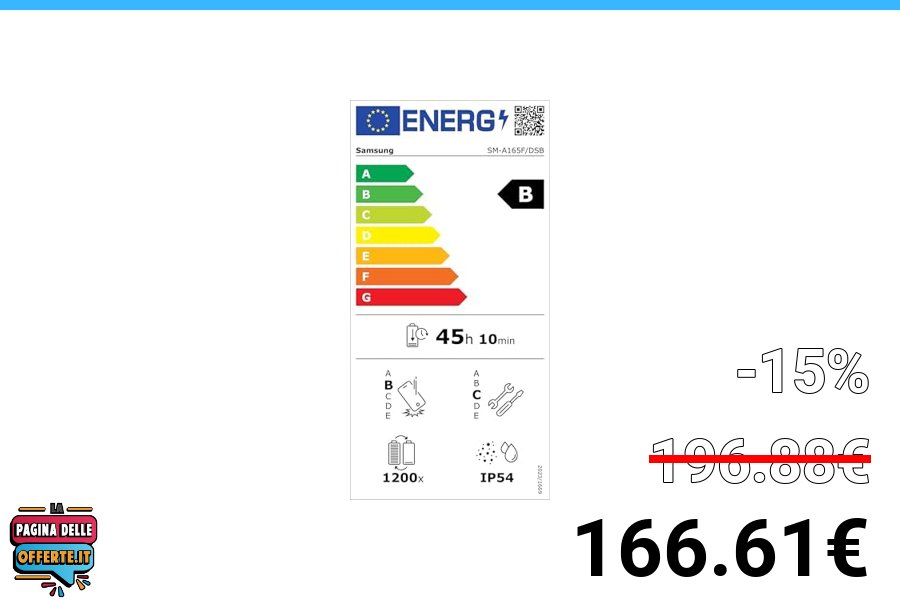 ENERG
Samsung SM-A165F/DSB
A
B
B
C
D
E
F
G
45h 10min
A
B
C
D
E
A
B
C
D
E
1200x
IP54
2023/1669
-15%
196.88€
166.61€
LA
PAGINA DELLE
OFFERTE.IT